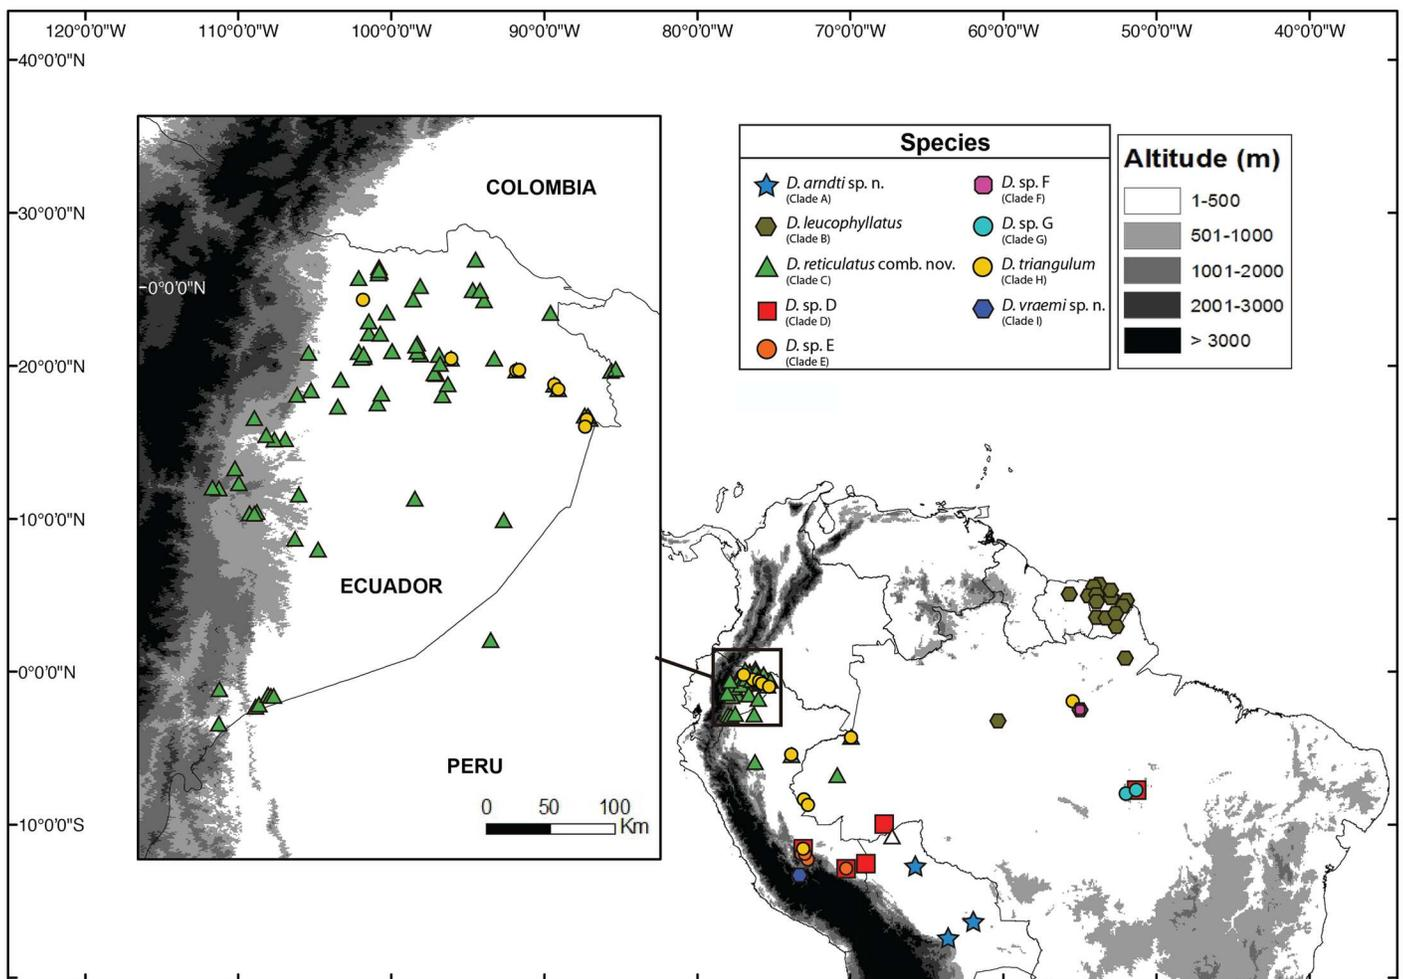 120°0'0"W 110°0'0"W 100°0'0"W 90°0'0"W 80°0'0"W 70°0'0"W 60°0'0"W 50°0'0"W 40°0'0"W
40°0'0"N
30°0'0"N
20°0'0"N
10°0'0"N
0°0'0"N
10°0'0"S
COLOMBIA
0°0'0"N
ECUADOR
PERU
0 50 100
Km
Species
D. arndti sp. n.
(Clade A)
D. leucophyllatus
(Clade B)
D. reticulatus comb. nov.
(Clade C)
D. sp. D
(Clade D)
D. sp. E
(Clade E)
D. sp. F
(Clade F)
D. sp. G
(Clade G)
D. triangulum
(Clade H)
D. vraemi sp. n.
(Clade I)
Altitude (m)
1-500
501-1000
1001-2000
2001-3000
> 3000